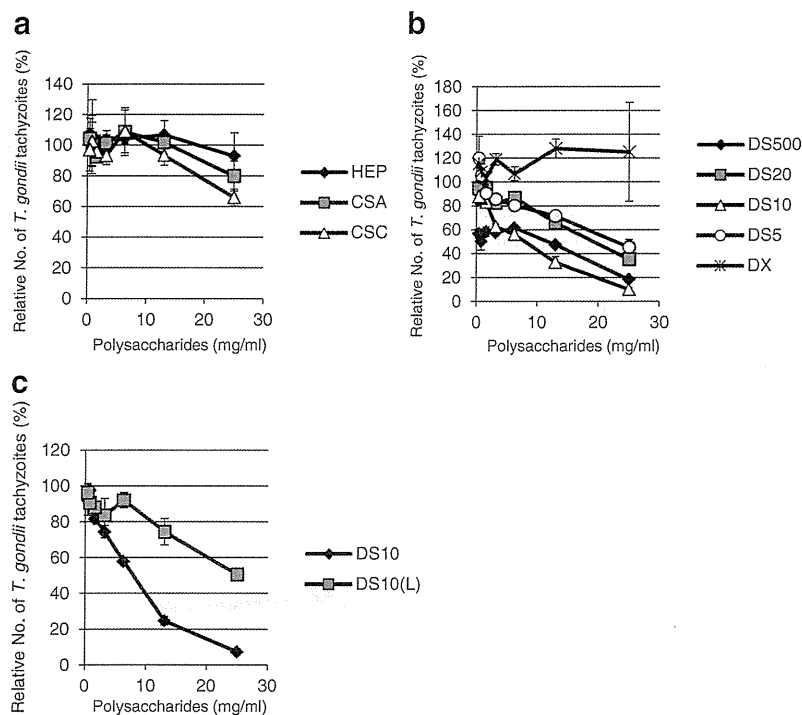 a
Relative No. of T. gondii tachyzoites (%)
140
120
100
80
60
40
20
0
0 10 20 30
Polysaccharides (mg/ml)
HEP
CSA
CSC
b
Relative No. of T. gondii tachyzoites (%)
180
160
140
120
100
80
60
40
20
0
0 10 20 30
Polysaccharides (mg/ml)
DS500
DS20
DS10
DS5
DX
c
Relative No. of T. gondii tachyzoites (%)
120
100
80
60
40
20
0
0 10 20 30
Polysaccharides (mg/ml)
DS10
DS10(L)